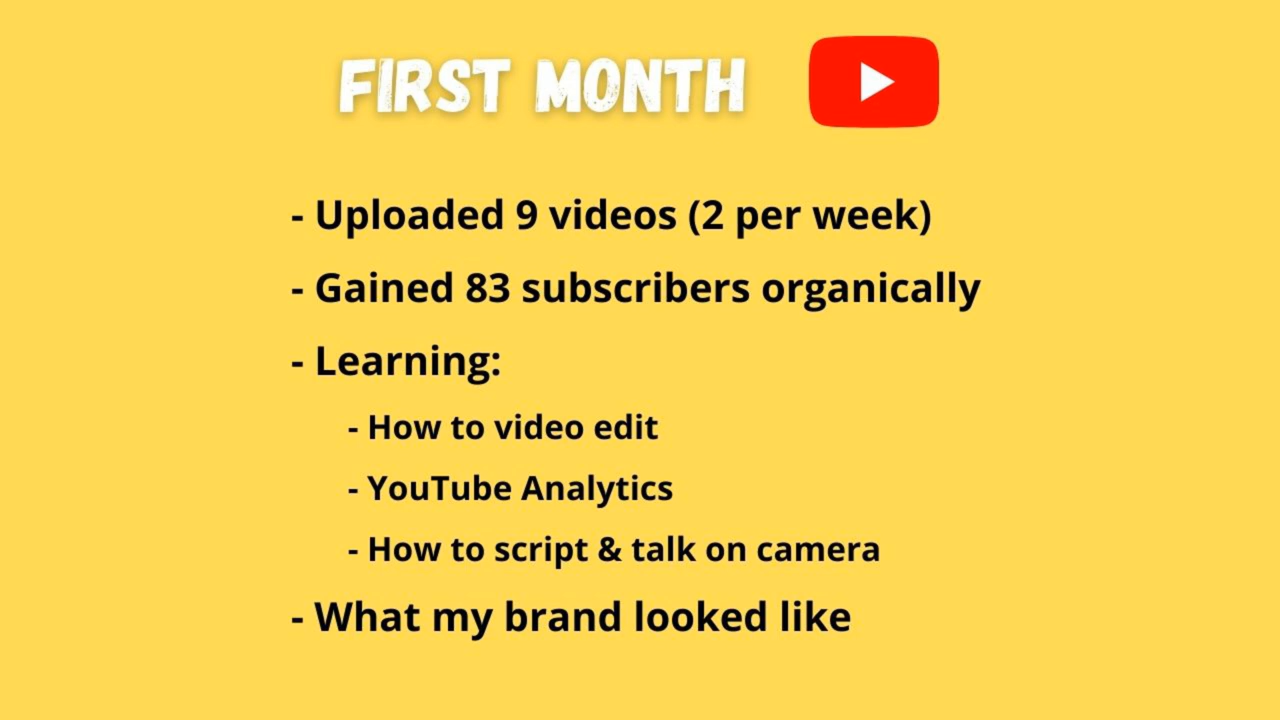 FIRST MONTH
- Uploaded 9 videos (2 per week)
- Gained 83 subscribers organically
- Learning:
- How to video edit
- YouTube Analytics
- How to script & talk on camera
- What my brand looked like